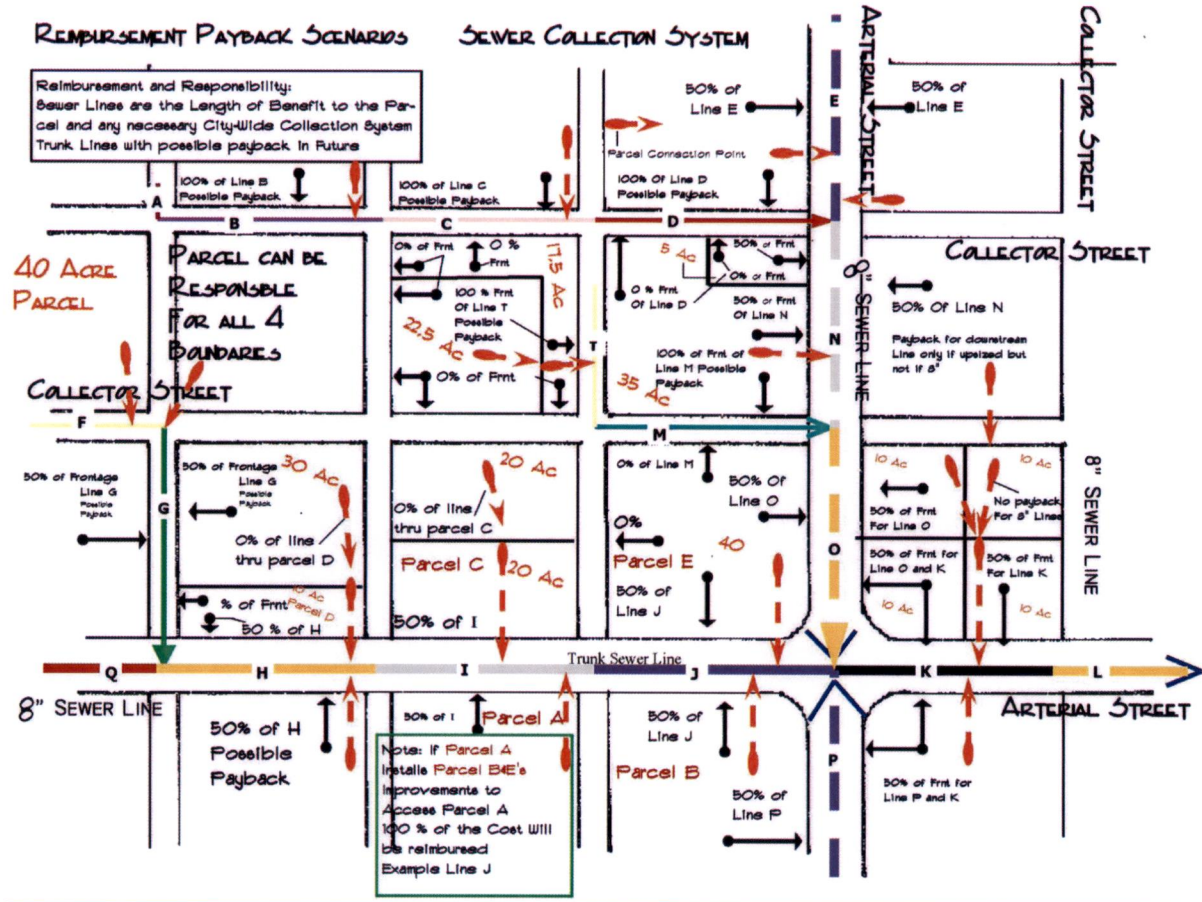 REIMBURSEMENT PAYBACK SCENARIOS
SEWER COLLECTION SYSTEM
ARTERIAL STREET
COLLECTOR STREET
Reimbursement and Responsibility:
Sewer Lines are the Length of Benefit to the Par-
cel and any necessary City-Wide Collection System
Trunk Lines with possible payback in Future
50% of
Line E
E
50% of
Line E
Parcel Connection Point
100% of Line B
Possible Payback
100% of Line C
Possible Payback
100% Of Line D
Possible Payback
A
B
C
D
40 ACRE
PARCEL
PARCEL CAN BE
RESPONSIBLE
FOR ALL 4
BOUNDARIES
0% of Frnt
0 %
Frnt
17.5 Ac
5 Ac
50% of Frnt
0% of Frnt
COLLECTOR STREET
8" SEWER LINE
100 % Frnt
Of Line T
Possible
Payback
0 % Frnt
Of Line D
50% of Frnt
Of Line N
50% Of Line N
22.5 Ac
T
N
Payback for downstream
Line only if upsized but
not if 8"
100% of Frnt of
Line M Possible
Payback
0% of Frnt
35 Ac
COLLECTOR STREET
F
M
50% of Frontage
Line G
Possible
Payback
G
50% of Frontage
Line G
Possible
Payback
30 Ac
0% of line
thru parcel D
20 Ac
0% of line
thru parcel C
0% of Line M
50% Of
Line O
10 Ac
10 Ac
8" SEWER LINE
50% of Frnt
For Line O
No payback
For 8" Lines
O
Parcel C
20 Ac
0%
Parcel E
40
50% of Frnt for
Line O and K
50% of Frnt
For Line K
% of Frnt
Parcel D
50 % of H
50% of I
50% of
Line J
10 Ac
10 Ac
Trunk Sewer Line
Q
H
I
J
K
L
8" SEWER LINE
ARTERIAL STREET
50% of H
Possible
Payback
50% of I
Parcel A
50% of
Line J
Parcel B
P
Note: If Parcel A
Installs Parcel B&E's
Improvements to
Access Parcel A
100 % of the Cost Will
be reimbursed
Example Line J
50% of
Line P
50% of Frnt for
Line P and K